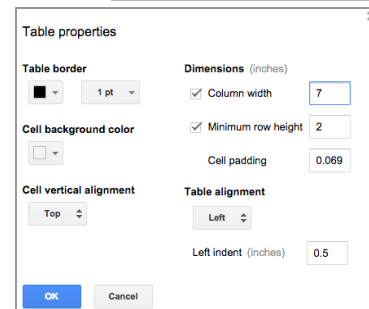 Table properties
Table border
1 pt
Cell background color
Cell vertical alignment
Top
Dimensions (inches)
Column width 7
Minimum row height 2
Cell padding 0.069
Table alignment
Left
Left indent (inches) 0.5
OK Cancel